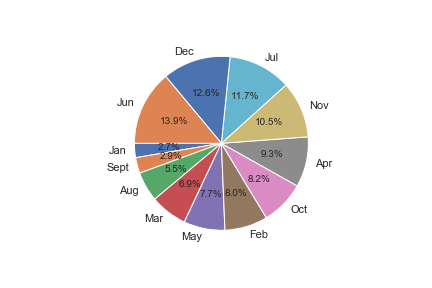 Dec
Jul
Jun
12.6%
11.7%
Nov
13.9%
10.5%
Jan
2.7%
9.3%
Apr
Sept
2.9%
Aug
5.5%
6.9%
8.2%
Mar
7.7%
8.0%
Oct
May
Feb